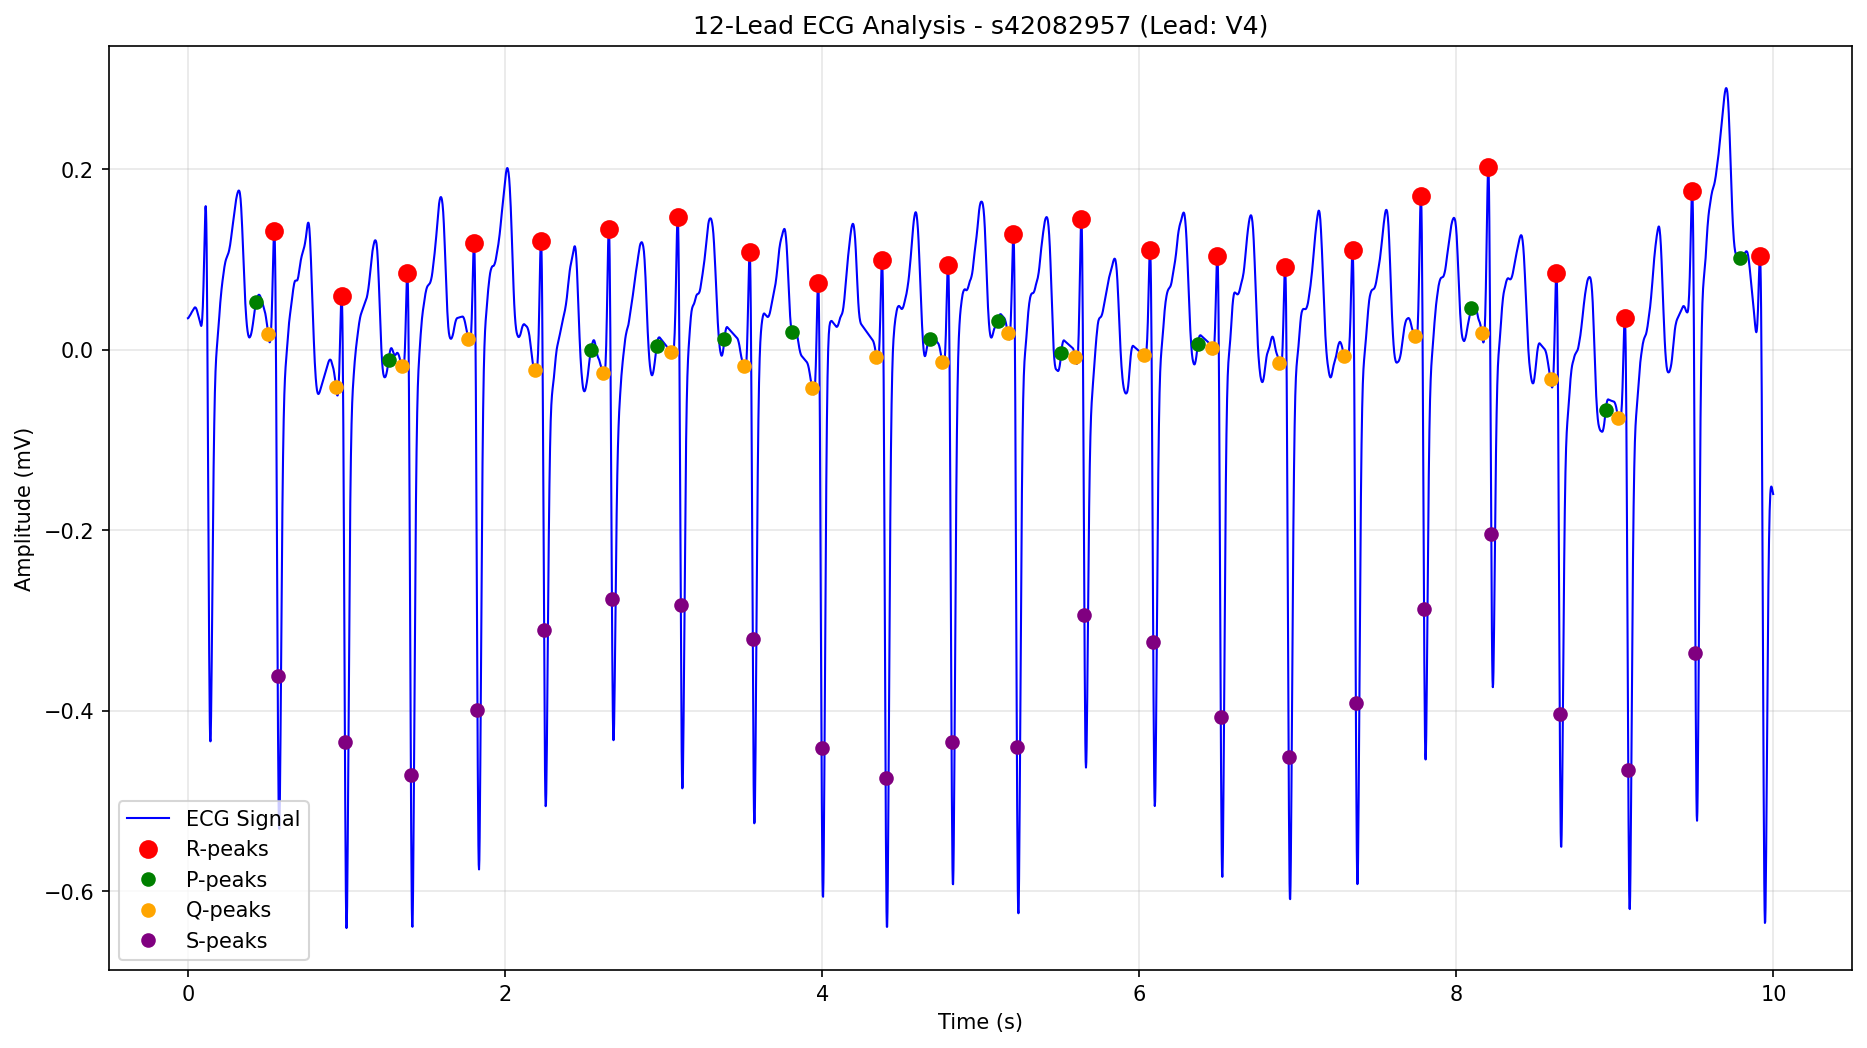 12-Lead ECG Analysis - s42082957 (Lead: V4)
Amplitude (mV)
0.2
0.0
−0.2
−0.4
−0.6
ECG Signal
R-peaks
P-peaks
Q-peaks
S-peaks
0 2 4 6 8 10
Time (s)